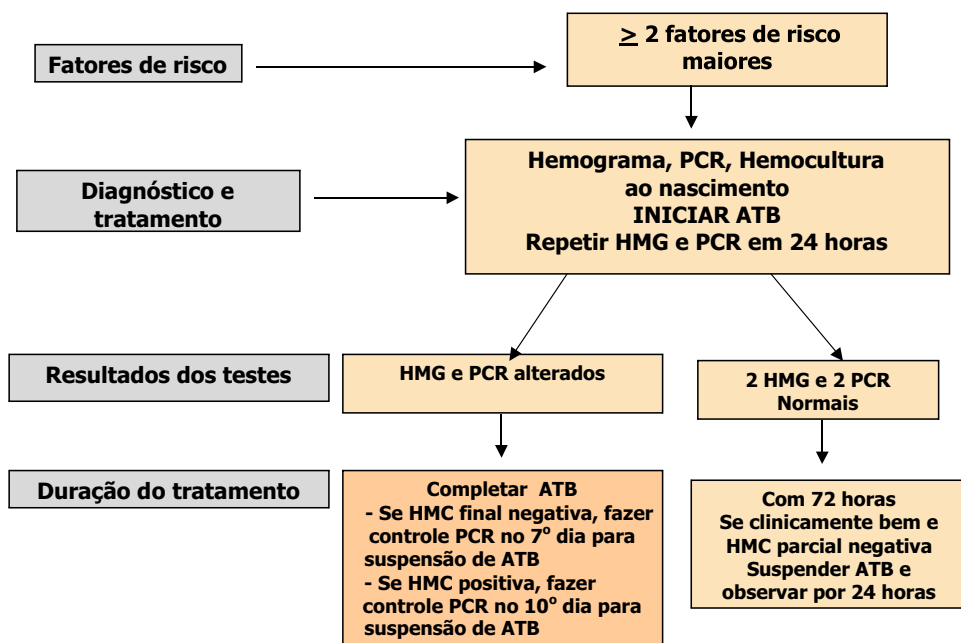 Fatores de risco
≥ 2 fatores de risco
maiores
Diagnóstico e
tratamento
Hemograma, PCR, Hemocultura
ao nascimento
INICIAR ATB
Repetir HMG e PCR em 24 horas
Resultados dos testes
HMG e PCR alterados
2 HMG e 2 PCR
Normais
Duração do tratamento
Completar ATB
- Se HMC final negativa, fazer
controle PCR no 7º dia para
suspensão de ATB
- Se HMC positiva, fazer
controle PCR no 10º dia para
suspensão de ATB
Com 72 horas
Se clinicamente bem e
HMC parcial negativa
Suspender ATB e
observar por 24 horas